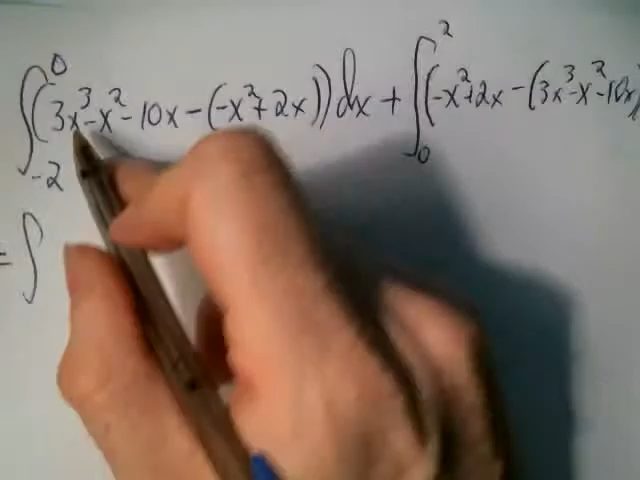 ∫_{-2}^{0} (3x³-x²-10x-(-x²+2x))dx + ∫_{0}^{2} (-x²+2x-(3x³-x²-10x)
= ∫